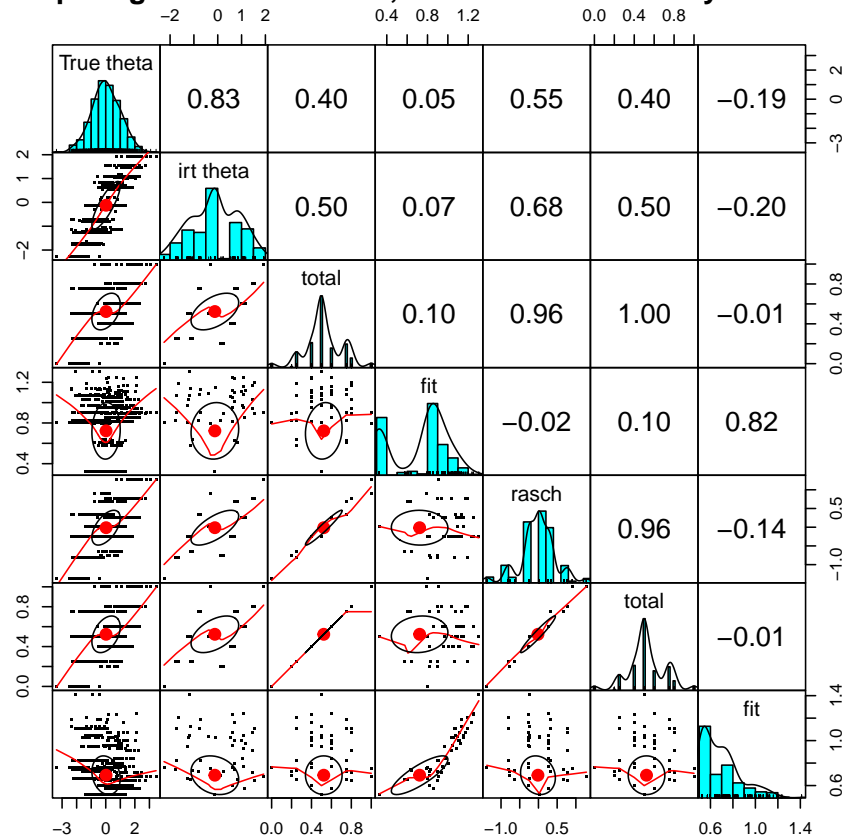 −2 0 1 2 0.4 0.8 1.2 0.0 0.4 0.8
True theta
0.83 0.40 0.05 0.55 0.40 −0.19
−3 0 2
−2 0 1 2
irt theta
0.50 0.07 0.68 0.50 −0.20
total
0.10 0.96 1.00 −0.01
0.0 0.4 0.8
0.4 0.8 1.2
fit
−0.02 0.10 0.82
rasch
0.96 −0.14
−1.0 0.5
0.0 0.4 0.8
total
−0.01
fit
0.6 1.0 1.4
−3 0 2 0.0 0.4 0.8 −1.0 0.5 0.6 1.0 1.4